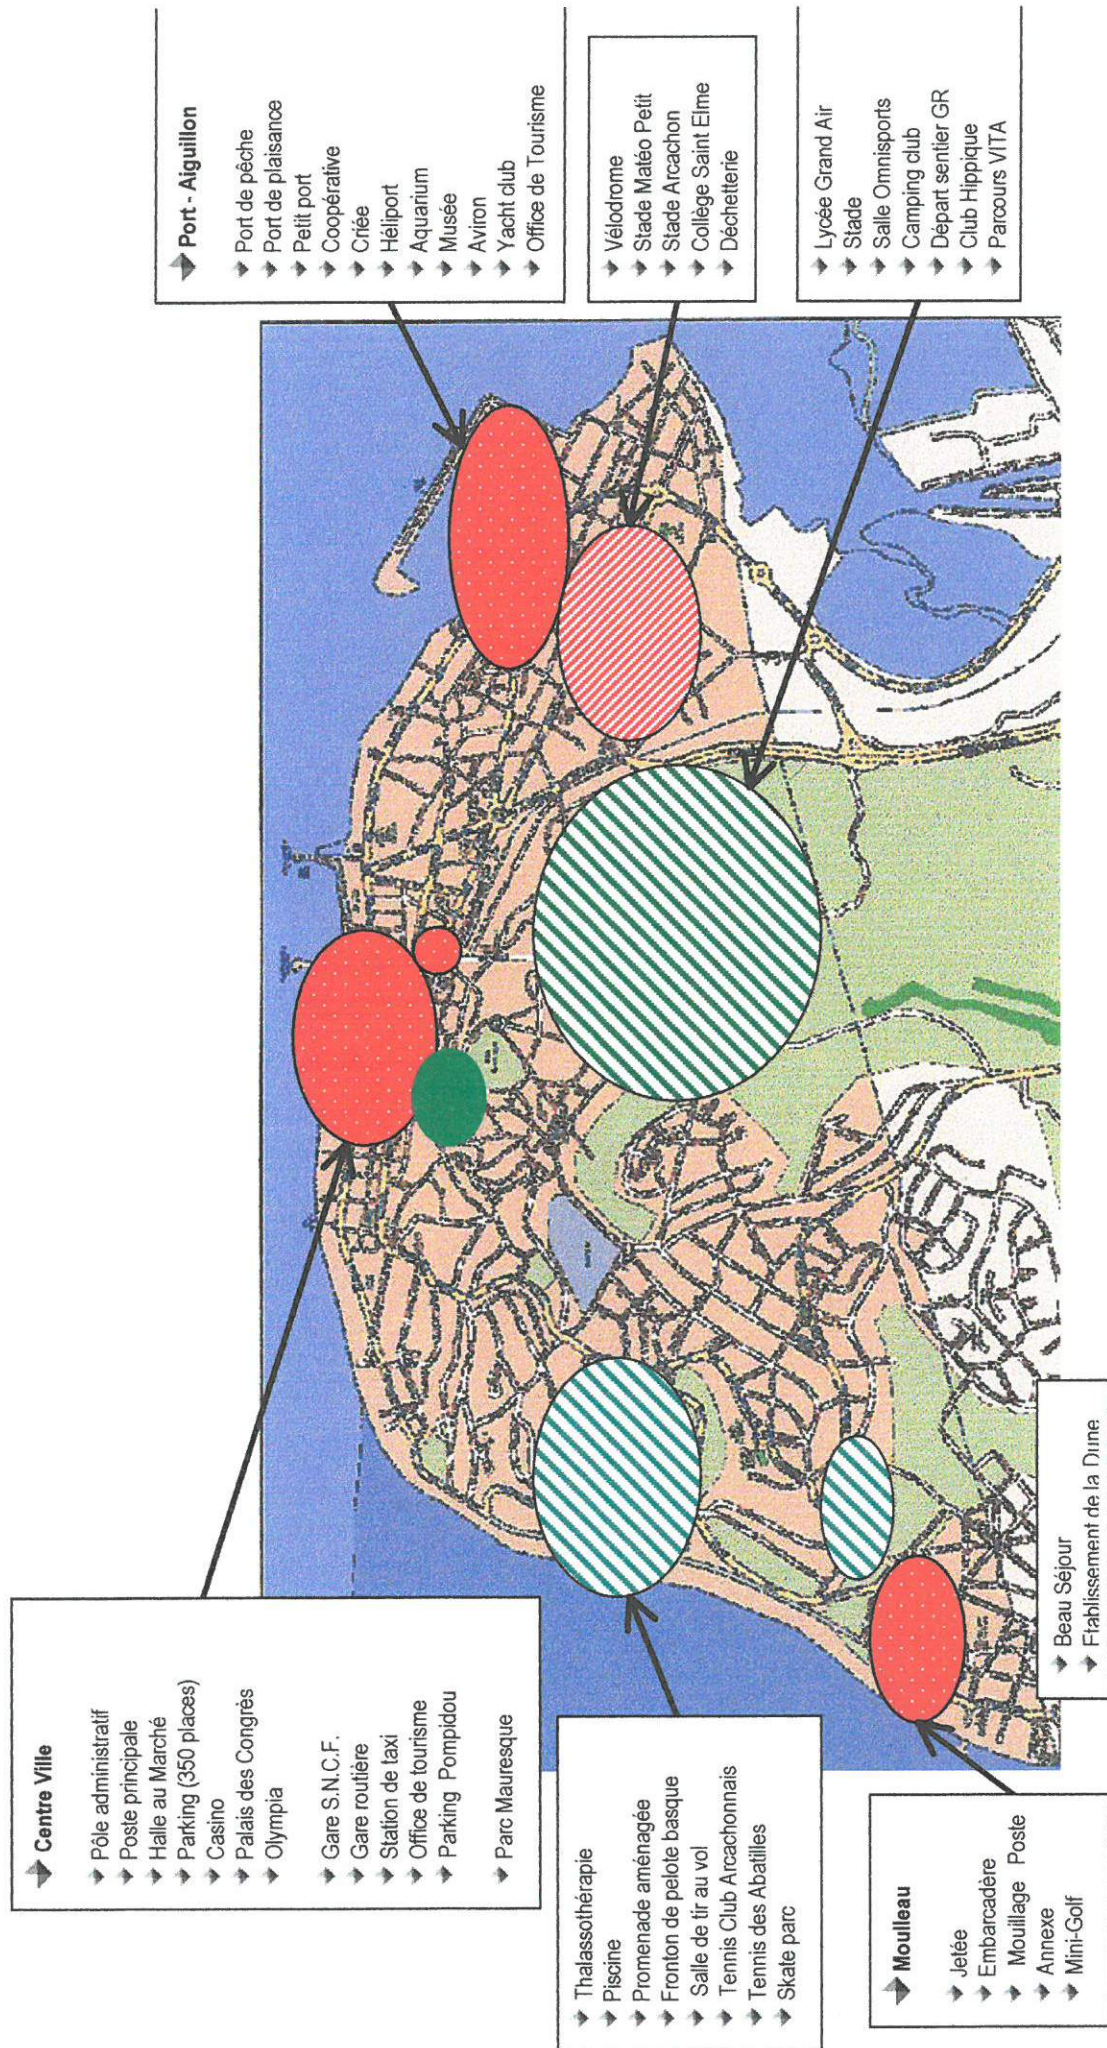 Centre Ville
Pôle administratif
Poste principale
Halle au Marché
Parking (350 places)
Casino
Palais des Congrès
Olympia
Gare S.N.C.F.
Gare routière
Station de taxi
Office de tourisme
Parking Pompidou
Parc Mauresque
Port - Aiguillon
Port de pêche
Port de plaisance
Petit port
Coopérative
Criée
Héliport
Aquarium
Musée
Aviron
Yacht club
Office de Tourisme
Vélodrome
Stade Matéo Petit
Stade Arcachon
Collège Saint Elme
Déchetterie
Lycée Grand Air
Stade
Salle Omnisports
Camping club
Départ sentier GR
Club Hippique
Parcours VITA
Thalassothérapie
Piscine
Promenade aménagée
Fronton de pelote basque
Salle de tir au vol
Tennis Club Arcachonnais
Tennis des Abatilles
Skate parc
Moulleau
Jetée
Embarcadère
Mouillage Poste
Annexe
Mini-Golf
Beau Séjour
Etablissement de la Dune